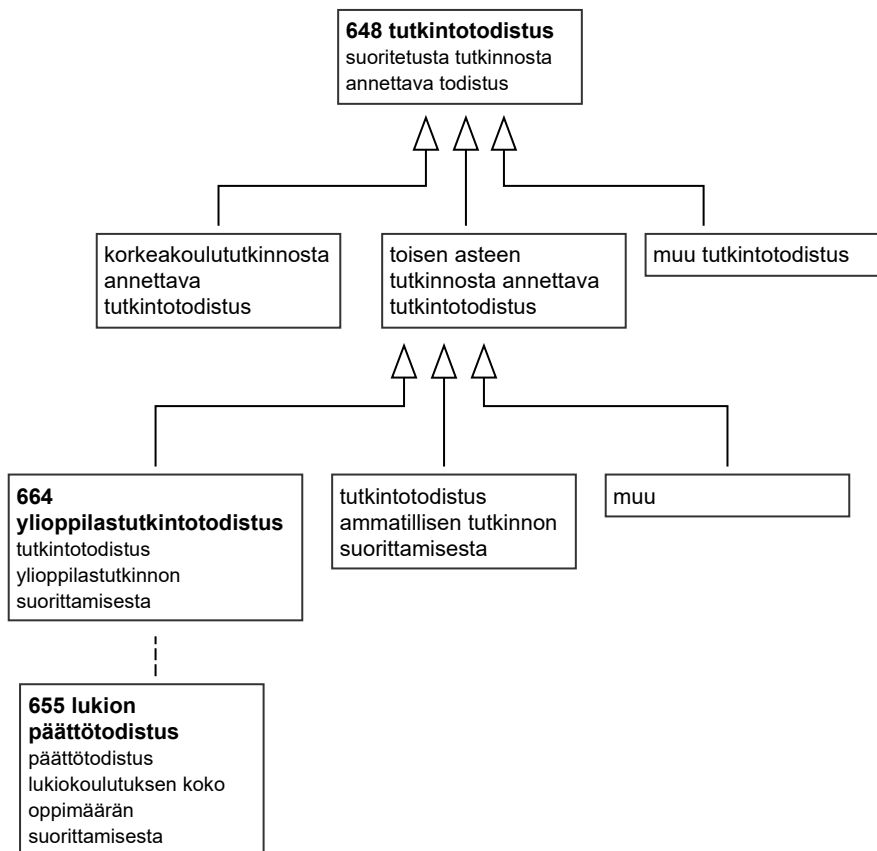 648 tutkintotodistus
suoritetusta tutkinnosta
annettava todistus
korkeakoulututkinnosta
annettava
tutkintotodistus
toisen asteen
tutkinnosta annettava
tutkintotodistus
muu tutkintotodistus
664
ylioppilastutkintotodistus
tutkintotodistus
ylioppilastutkinnon
suorittamisesta
tutkintotodistus
ammatillisen tutkinnon
suorittamisesta
muu
655 lukion
päättötodistus
päättötodistus
lukiokoulutuksen koko
oppimäärän
suorittamisesta